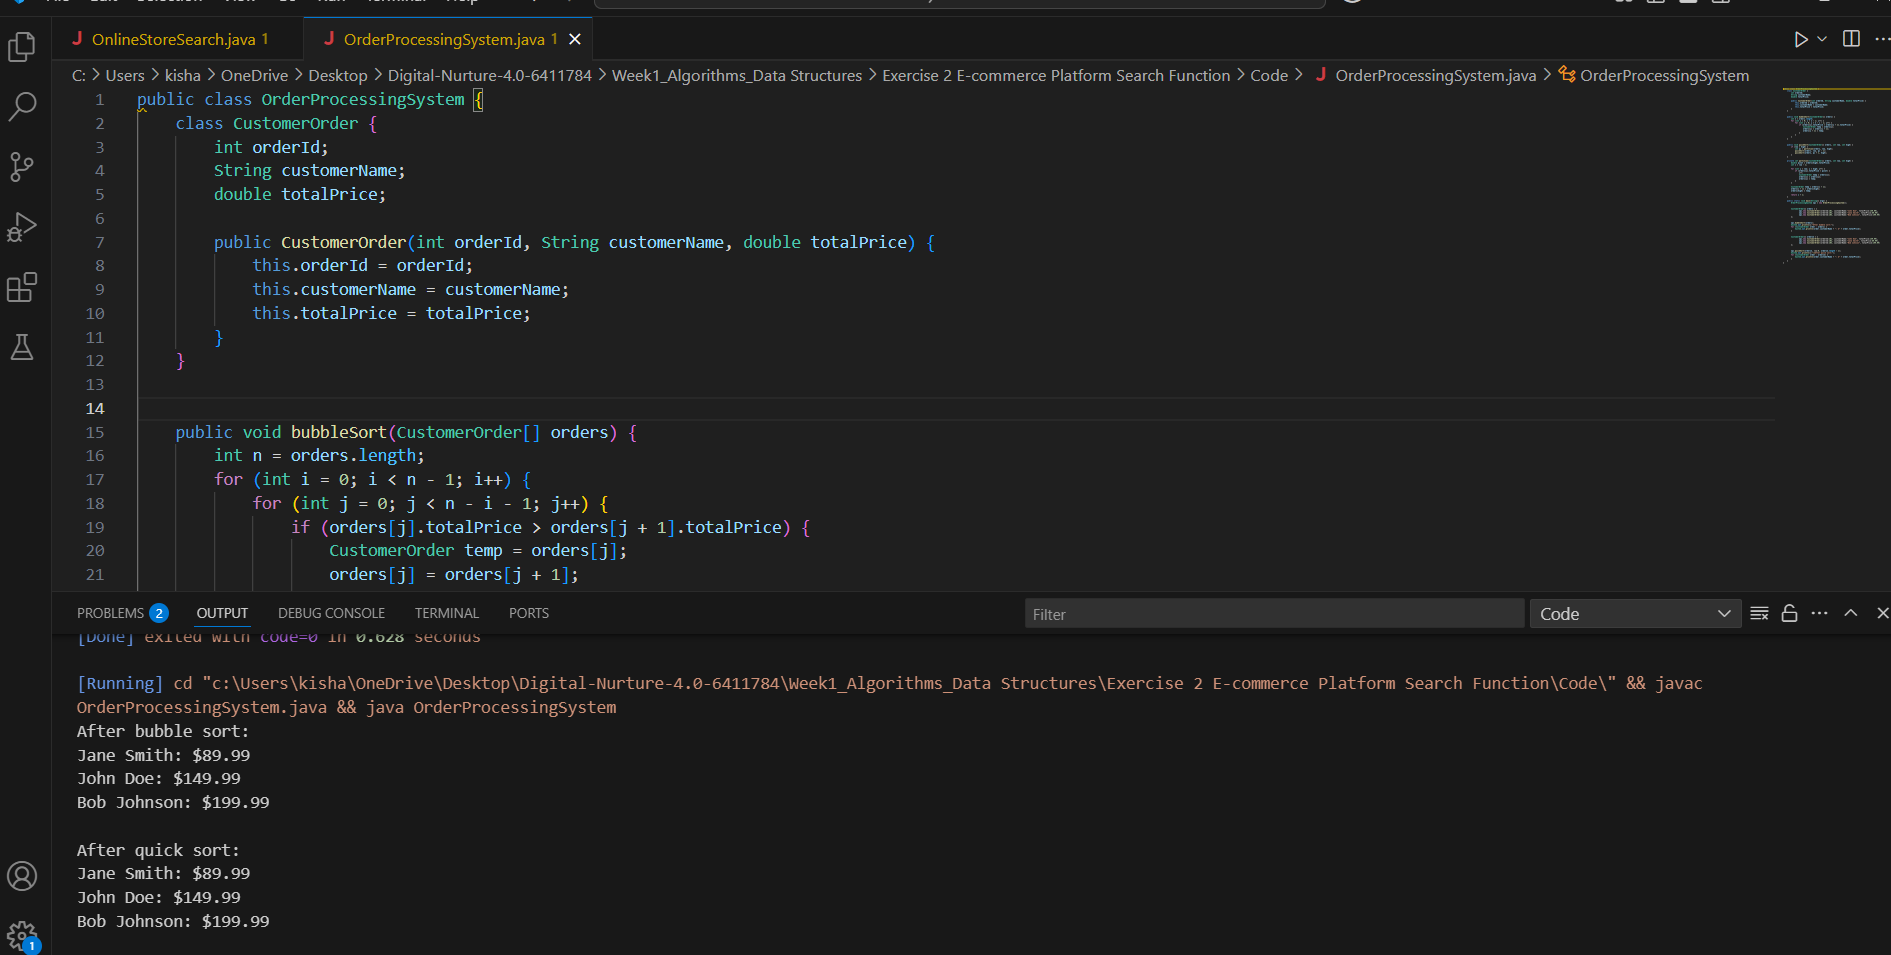 OnlineStoreSearch.java 1
OrderProcessingSystem.java 1
C: > Users > kisha > OneDrive > Desktop > Digital-Nurture-4.0-6411784 > Week1_Algorithms_Data Structures > Exercise 2 E-commerce Platform Search Function > Code > OrderProcessingSystem.java > OrderProcessingSystem
1 public class OrderProcessingSystem {
2 class CustomerOrder {
3 int orderId;
4 String customerName;
5 double totalPrice;
6
7 public CustomerOrder(int orderId, String customerName, double totalPrice) {
8 this.orderId = orderId;
9 this.customerName = customerName;
10 this.totalPrice = totalPrice;
11 }
12 }
13
14
15 public void bubbleSort(CustomerOrder[] orders) {
16 int n = orders.length;
17 for (int i = 0; i < n - 1; i++) {
18 for (int j = 0; j < n - i - 1; j++) {
19 if (orders[j].totalPrice > orders[j + 1].totalPrice) {
20 CustomerOrder temp = orders[j];
21 orders[j] = orders[j + 1];
PROBLEMS 2 OUTPUT DEBUG CONSOLE TERMINAL PORTS Filter Code
[Done] exited with code=0 in 0.628 seconds
[Running] cd "c:\Users\kisha\OneDrive\Desktop\Digital-Nurture-4.0-6411784\Week1_Algorithms_Data Structures\Exercise 2 E-commerce Platform Search Function\Code\" && javac
OrderProcessingSystem.java && java OrderProcessingSystem
After bubble sort:
Jane Smith: $89.99
John Doe: $149.99
Bob Johnson: $199.99
After quick sort:
Jane Smith: $89.99
John Doe: $149.99
Bob Johnson: $199.99
1